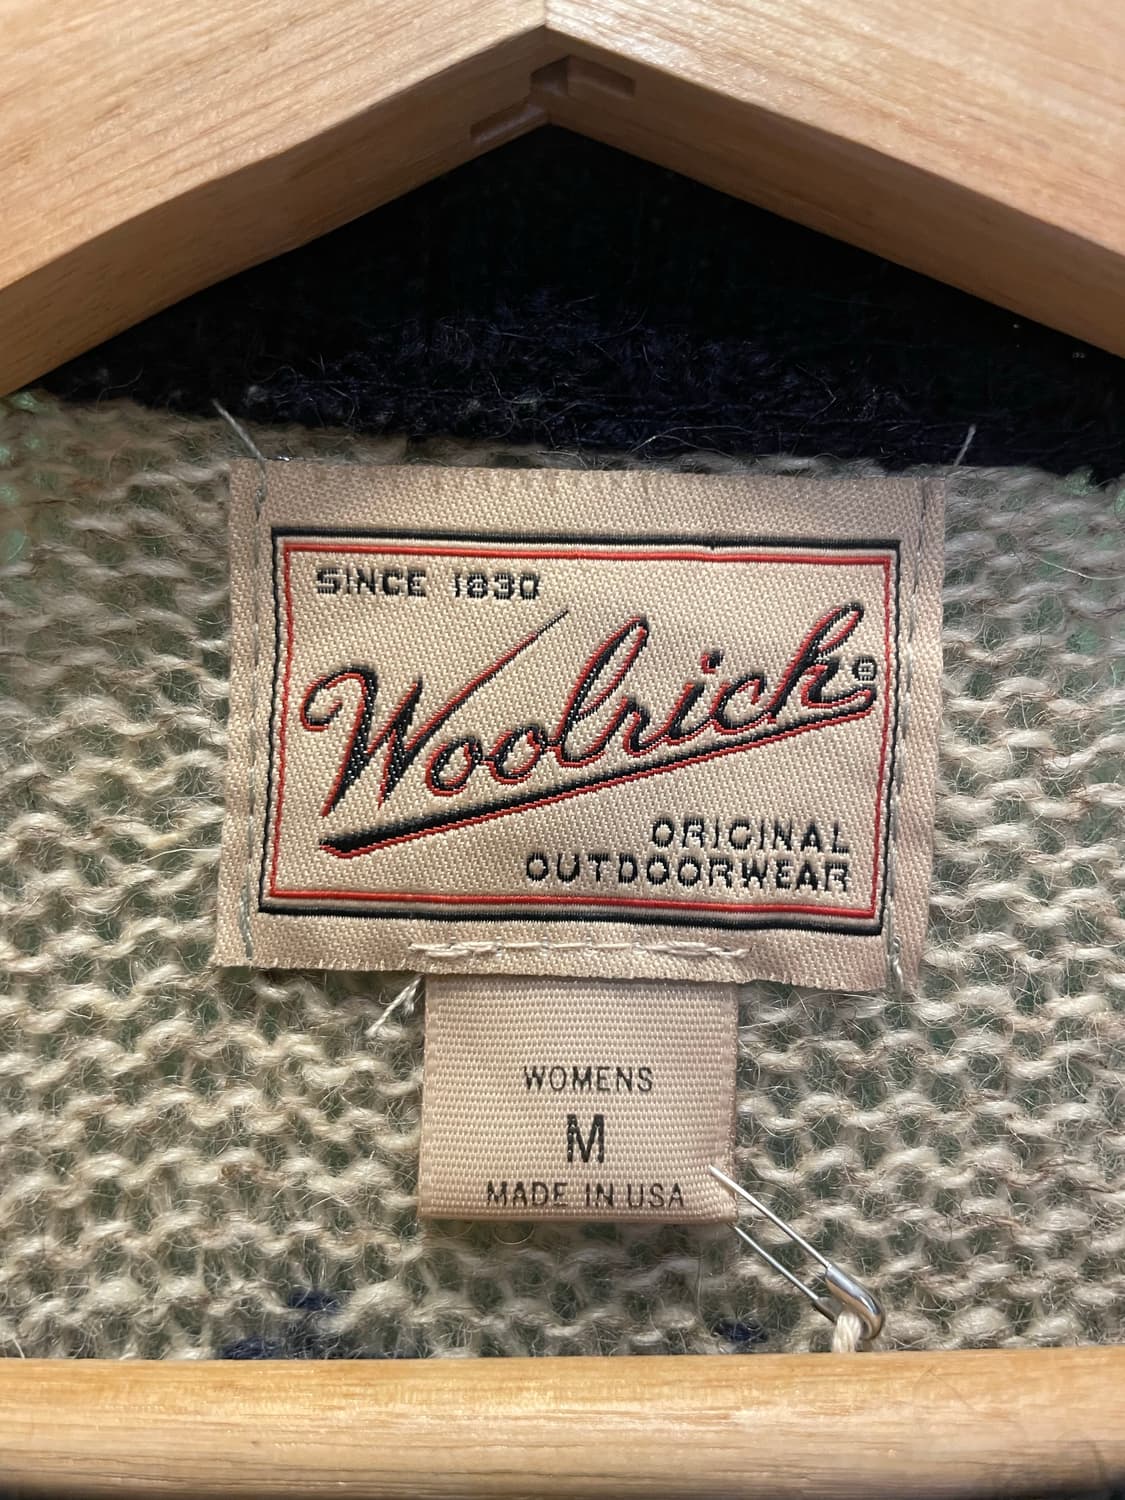 SINCE 1830
Woolrich®
ORIGINAL
OUTDOORWEAR
WOMENS
M
MADE IN USA